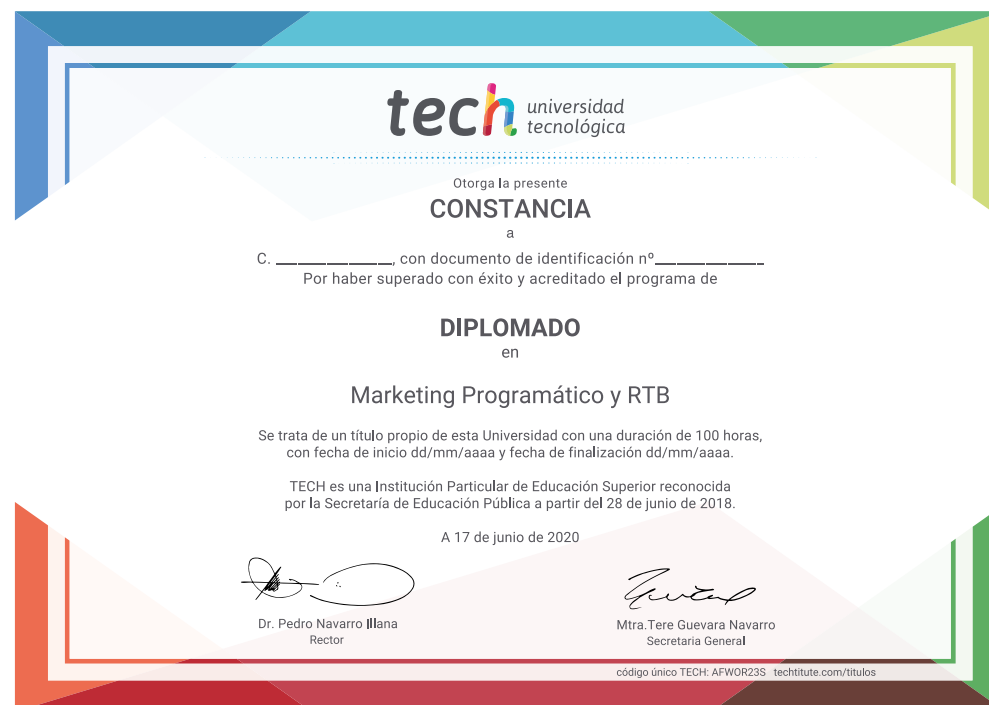 tech universidad
tecnológica
Otorga la presente
CONSTANCIA
a
C. ______________, con documento de identificación nº_____________
Por haber superado con éxito y acreditado el programa de
DIPLOMADO
en
Marketing Programático y RTB
Se trata de un título propio de esta Universidad con una duración de 100 horas,
con fecha de inicio dd/mm/aaaa y fecha de finalización dd/mm/aaaa.
TECH es una Institución Particular de Educación Superior reconocida
por la Secretaría de Educación Pública a partir del 28 de junio de 2018.
A 17 de junio de 2020
Dr. Pedro Navarro Illana
Rector
Mtra.Tere Guevara Navarro
Secretaria General
código único TECH: AFWOR23S techtitute.com/titulos